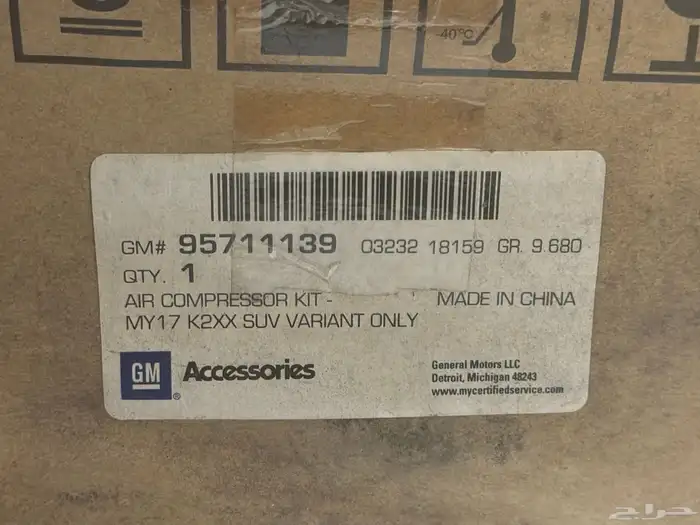 -40°C
GM# 95711139 03232 18159 GR. 9.680
QTY. 1
AIR COMPRESSOR KIT - MADE IN CHINA
MY17 K2XX SUV VARIANT ONLY
GM® Accessories
General Motors LLC
Detroit, Michigan 48243
www.mycertifiedservice.com
حراج